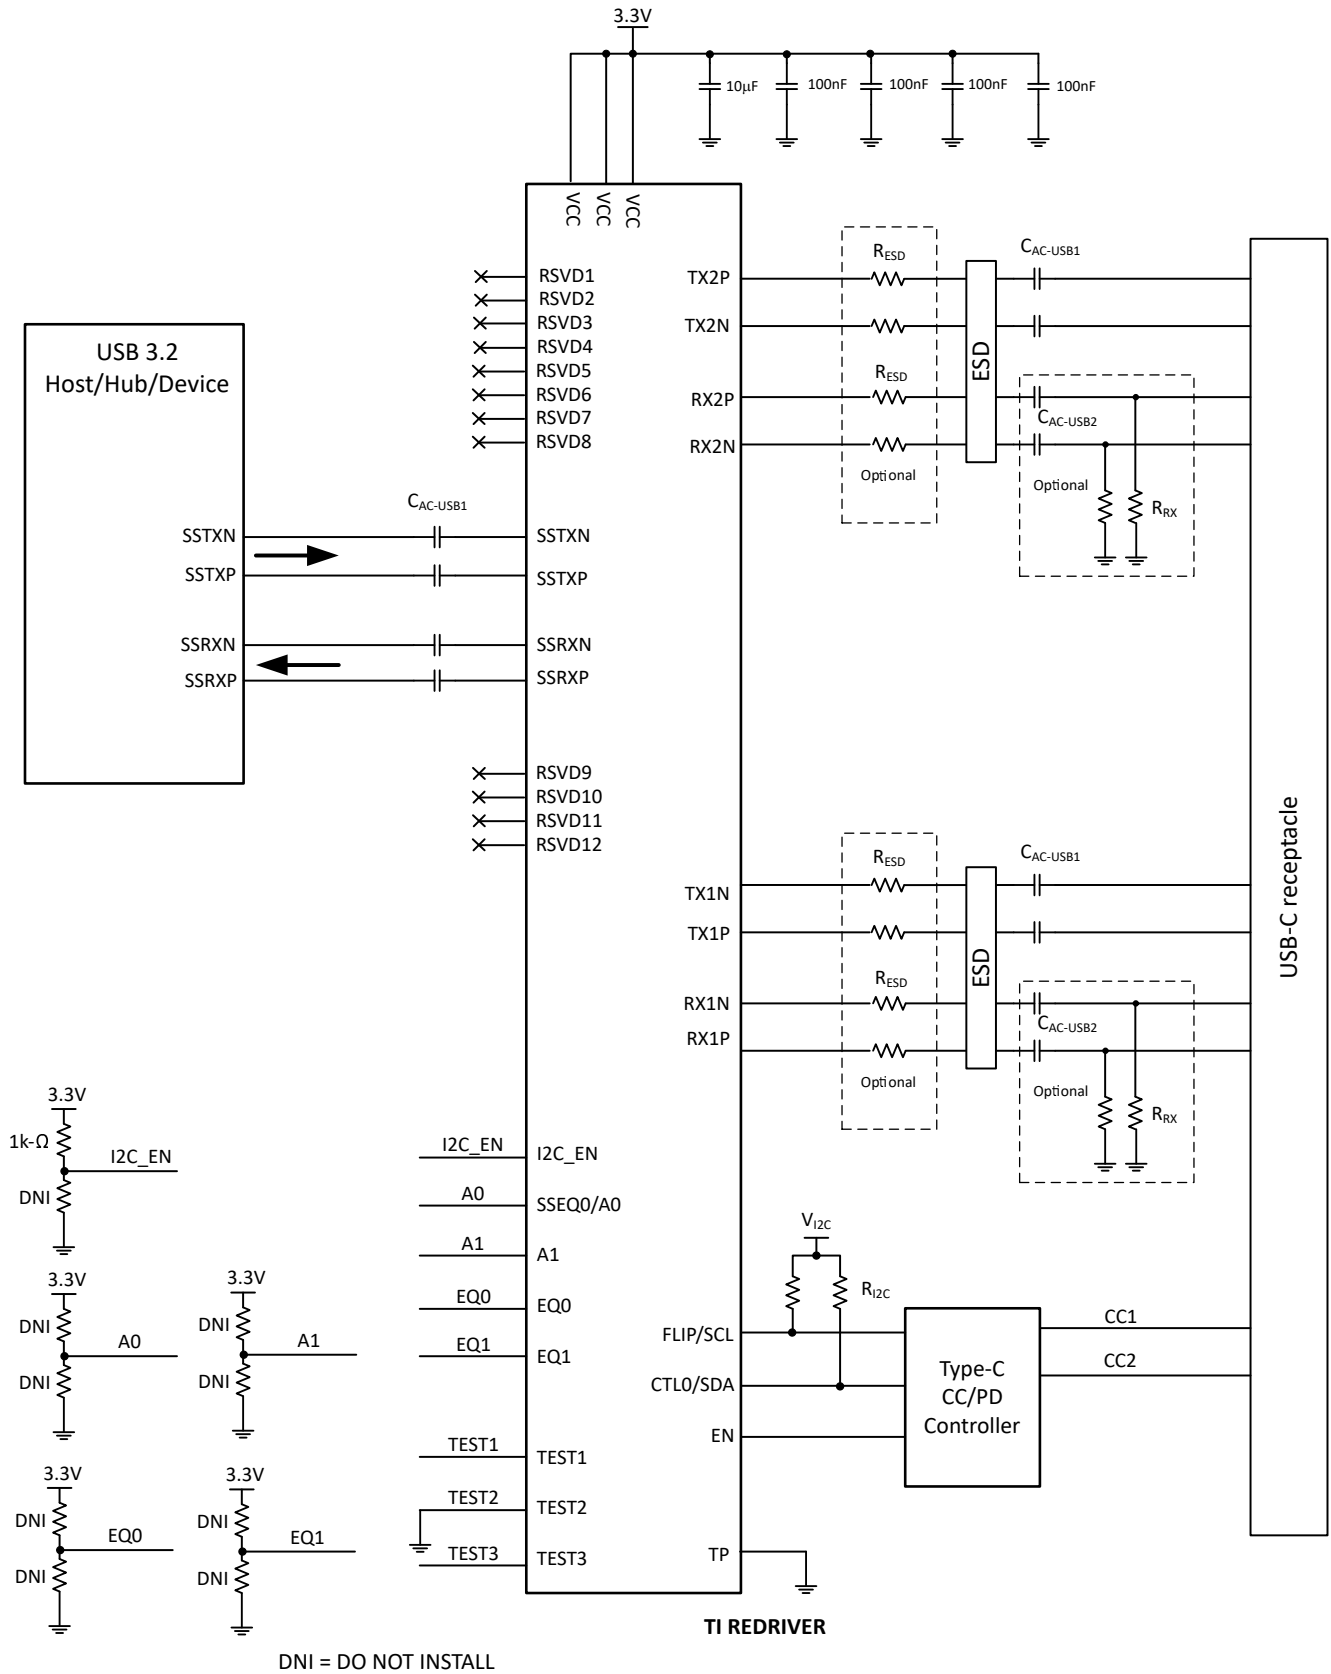 3.3V
10µF
100nF
100nF
100nF
100nF
VCC
VCC
VCC
RSVD1
RSVD2
RSVD3
RSVD4
RSVD5
RSVD6
RSVD7
RSVD8
USB 3.2
Host/Hub/Device
SSTXN
SSTXP
SSRXN
SSRXP
CAC-USB1
SSTXN
SSTXP
SSRXN
SSRXP
RSVD9
RSVD10
RSVD11
RSVD12
TX2P
TX2N
RX2P
RX2N
RESD
RESD
Optional
ESD
CAC-USB1
CAC-USB2
Optional
RRX
TX1N
TX1P
RX1N
RX1P
RESD
RESD
Optional
ESD
CAC-USB1
CAC-USB2
Optional
RRX
USB-C receptacle
3.3V
1k-Ω
I2C_EN
DNI
3.3V
DNI
A0
DNI
3.3V
DNI
A1
DNI
3.3V
DNI
EQ0
DNI
3.3V
DNI
EQ1
DNI
I2C_EN
I2C_EN
A0
SSEQ0/A0
A1
A1
EQ0
EQ0
EQ1
EQ1
TEST1
TEST1
TEST2
TEST2
TEST3
TEST3
VI2C
RI2C
FLIP/SCL
CTL0/SDA
EN
TP
Type-C
CC/PD
Controller
CC1
CC2
TI REDRIVER
DNI = DO NOT INSTALL